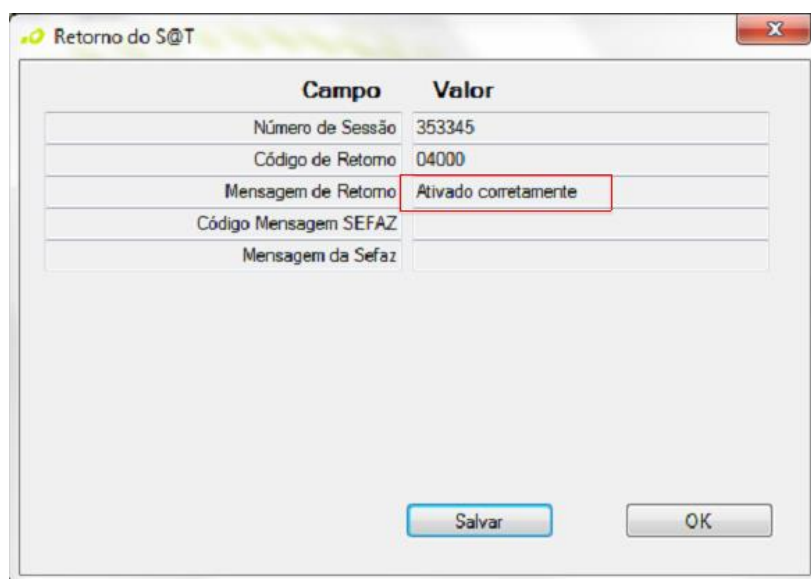 Retorno do S@T
Campo Valor
Número de Sessão 353345
Código de Retorno 04000
Mensagem de Retorno Ativado corretamente
Código Mensagem SEFAZ
Mensagem da Sefaz
Salvar OK